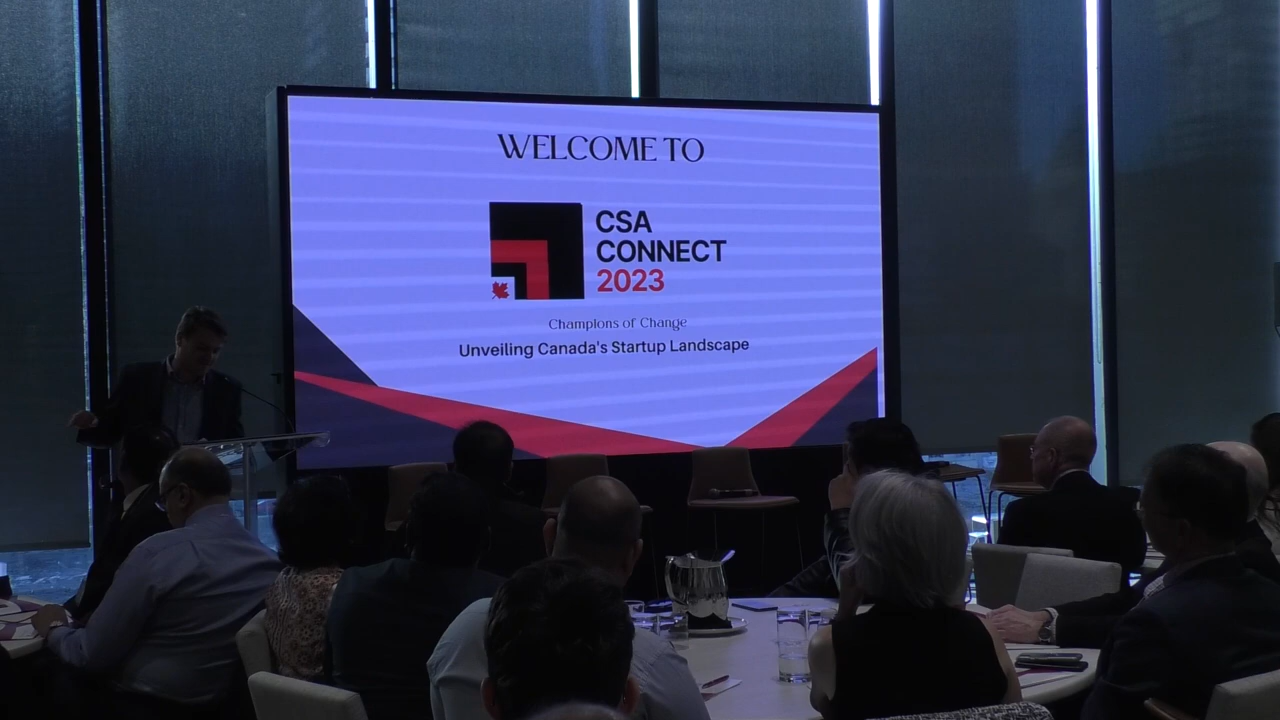 WELCOME TO
CSA
CONNECT
2023
Champions of Change
Unveiling Canada's Startup Landscape